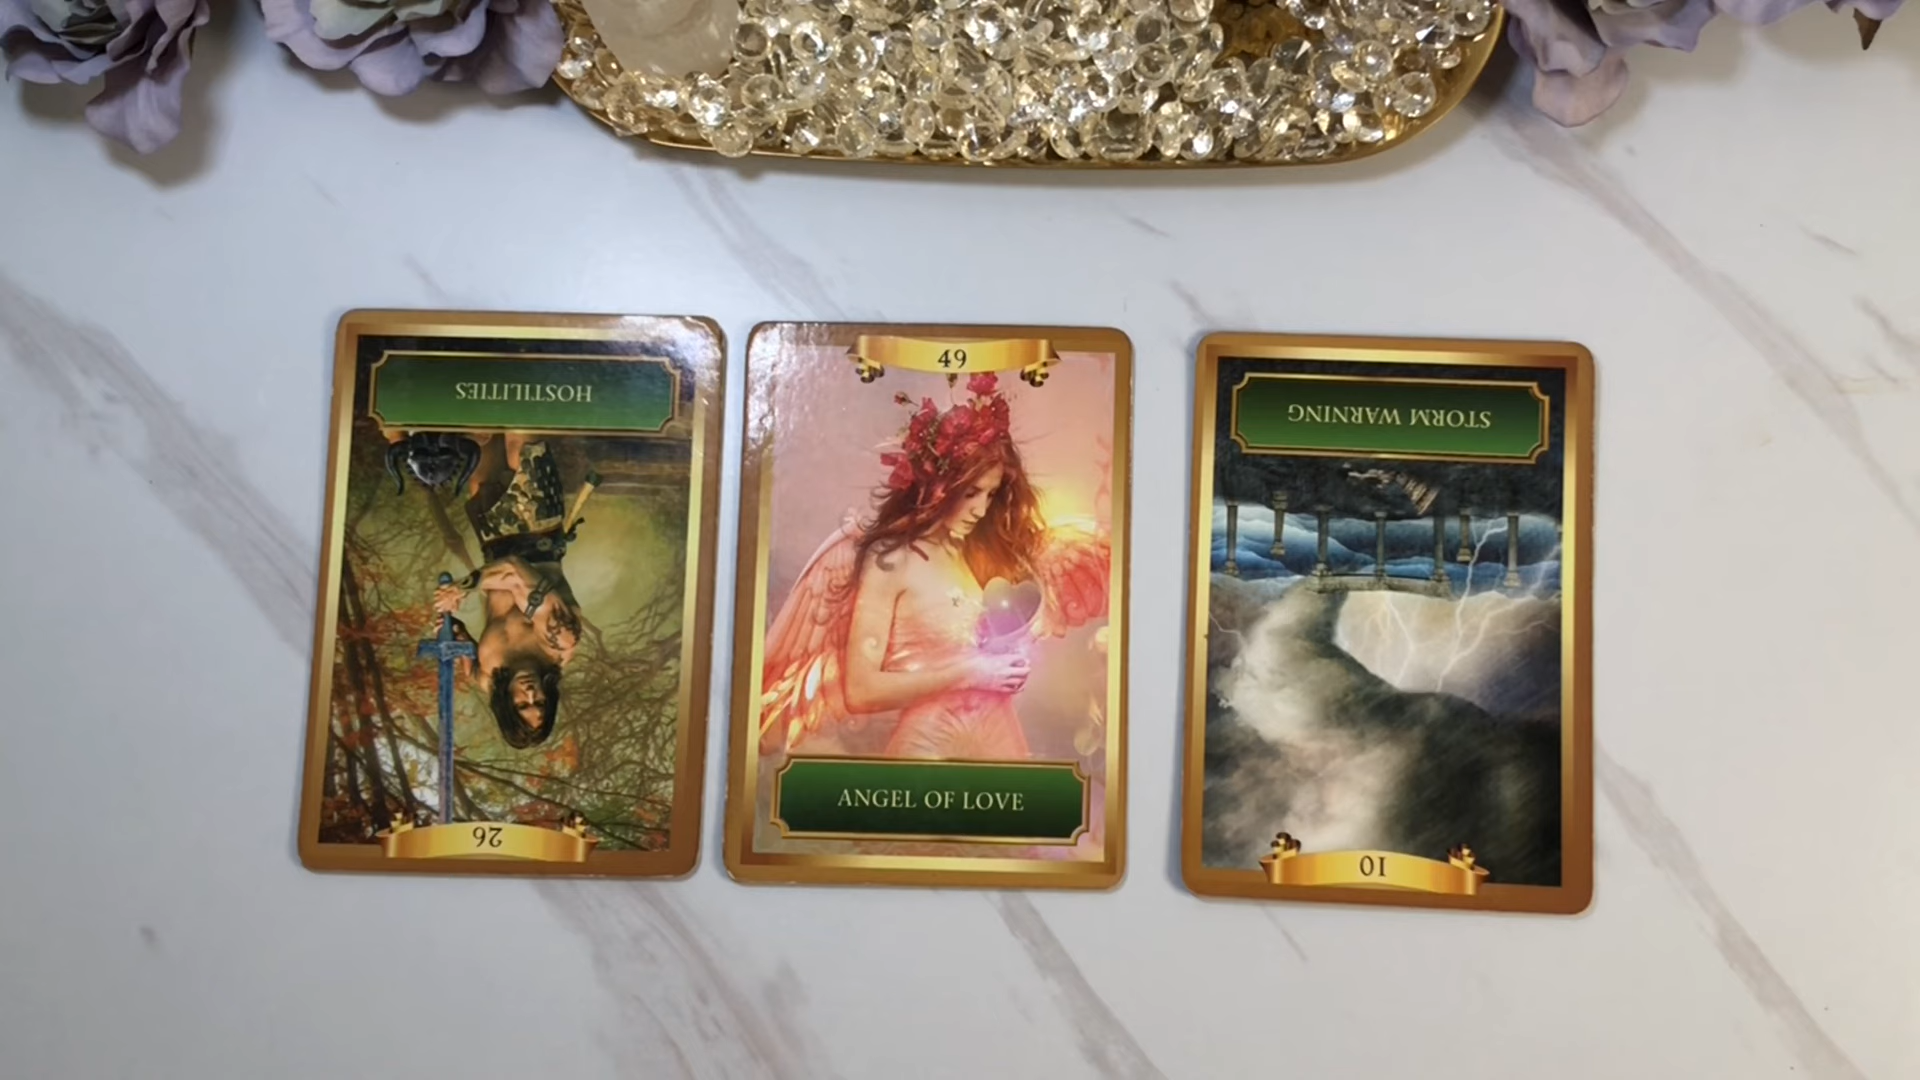 HOSTILITIES
26
49
ANGEL OF LOVE
STORM WARNING
10